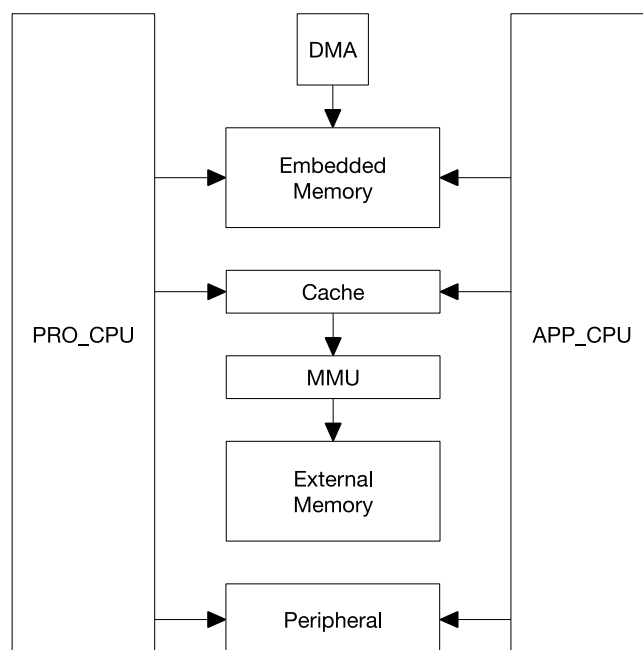 DMA
Embedded
Memory
Cache
PRO_CPU
APP_CPU
MMU
External
Memory
Peripheral